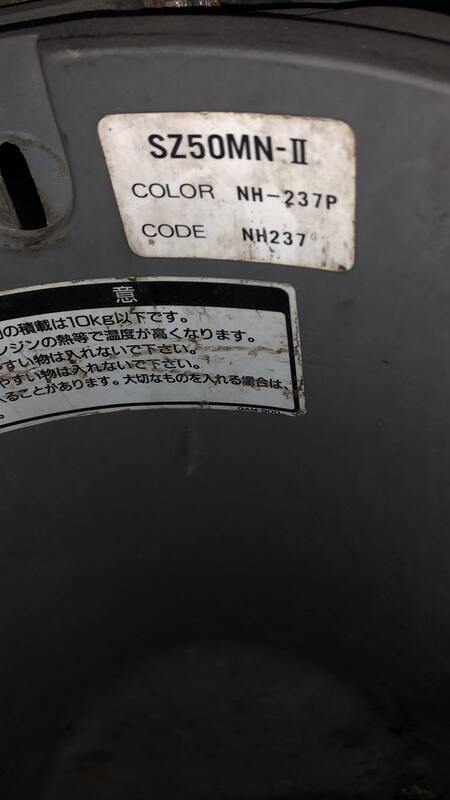 SZ50MN-Ⅱ
COLOR NH-237P
CODE NH237
意
の積載は10kg以下です。
ンジンの熱等で温度が高くなります。
すい物は入れないで下さい。
やすい物は入れないで下さい。
ることがあります。大切なものを入れる場合は、
。